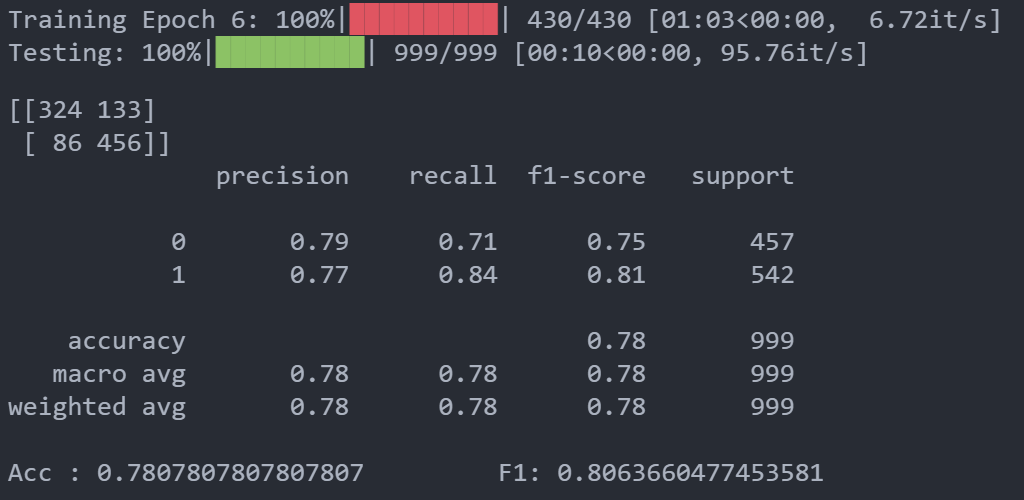 Training Epoch 6: 100%|██████████| 430/430 [01:03<00:00,  6.72it/s]
Testing: 100%|██████████| 999/999 [00:10<00:00, 95.76it/s]
[[324 133]
 [ 86 456]]
              precision    recall  f1-score   support
           0       0.79      0.71      0.75       457
           1       0.77      0.84      0.81       542
    accuracy                           0.78       999
   macro avg       0.78      0.78      0.78       999
weighted avg       0.78      0.78      0.78       999
Acc : 0.7807807807807807         F1: 0.8063660477453581